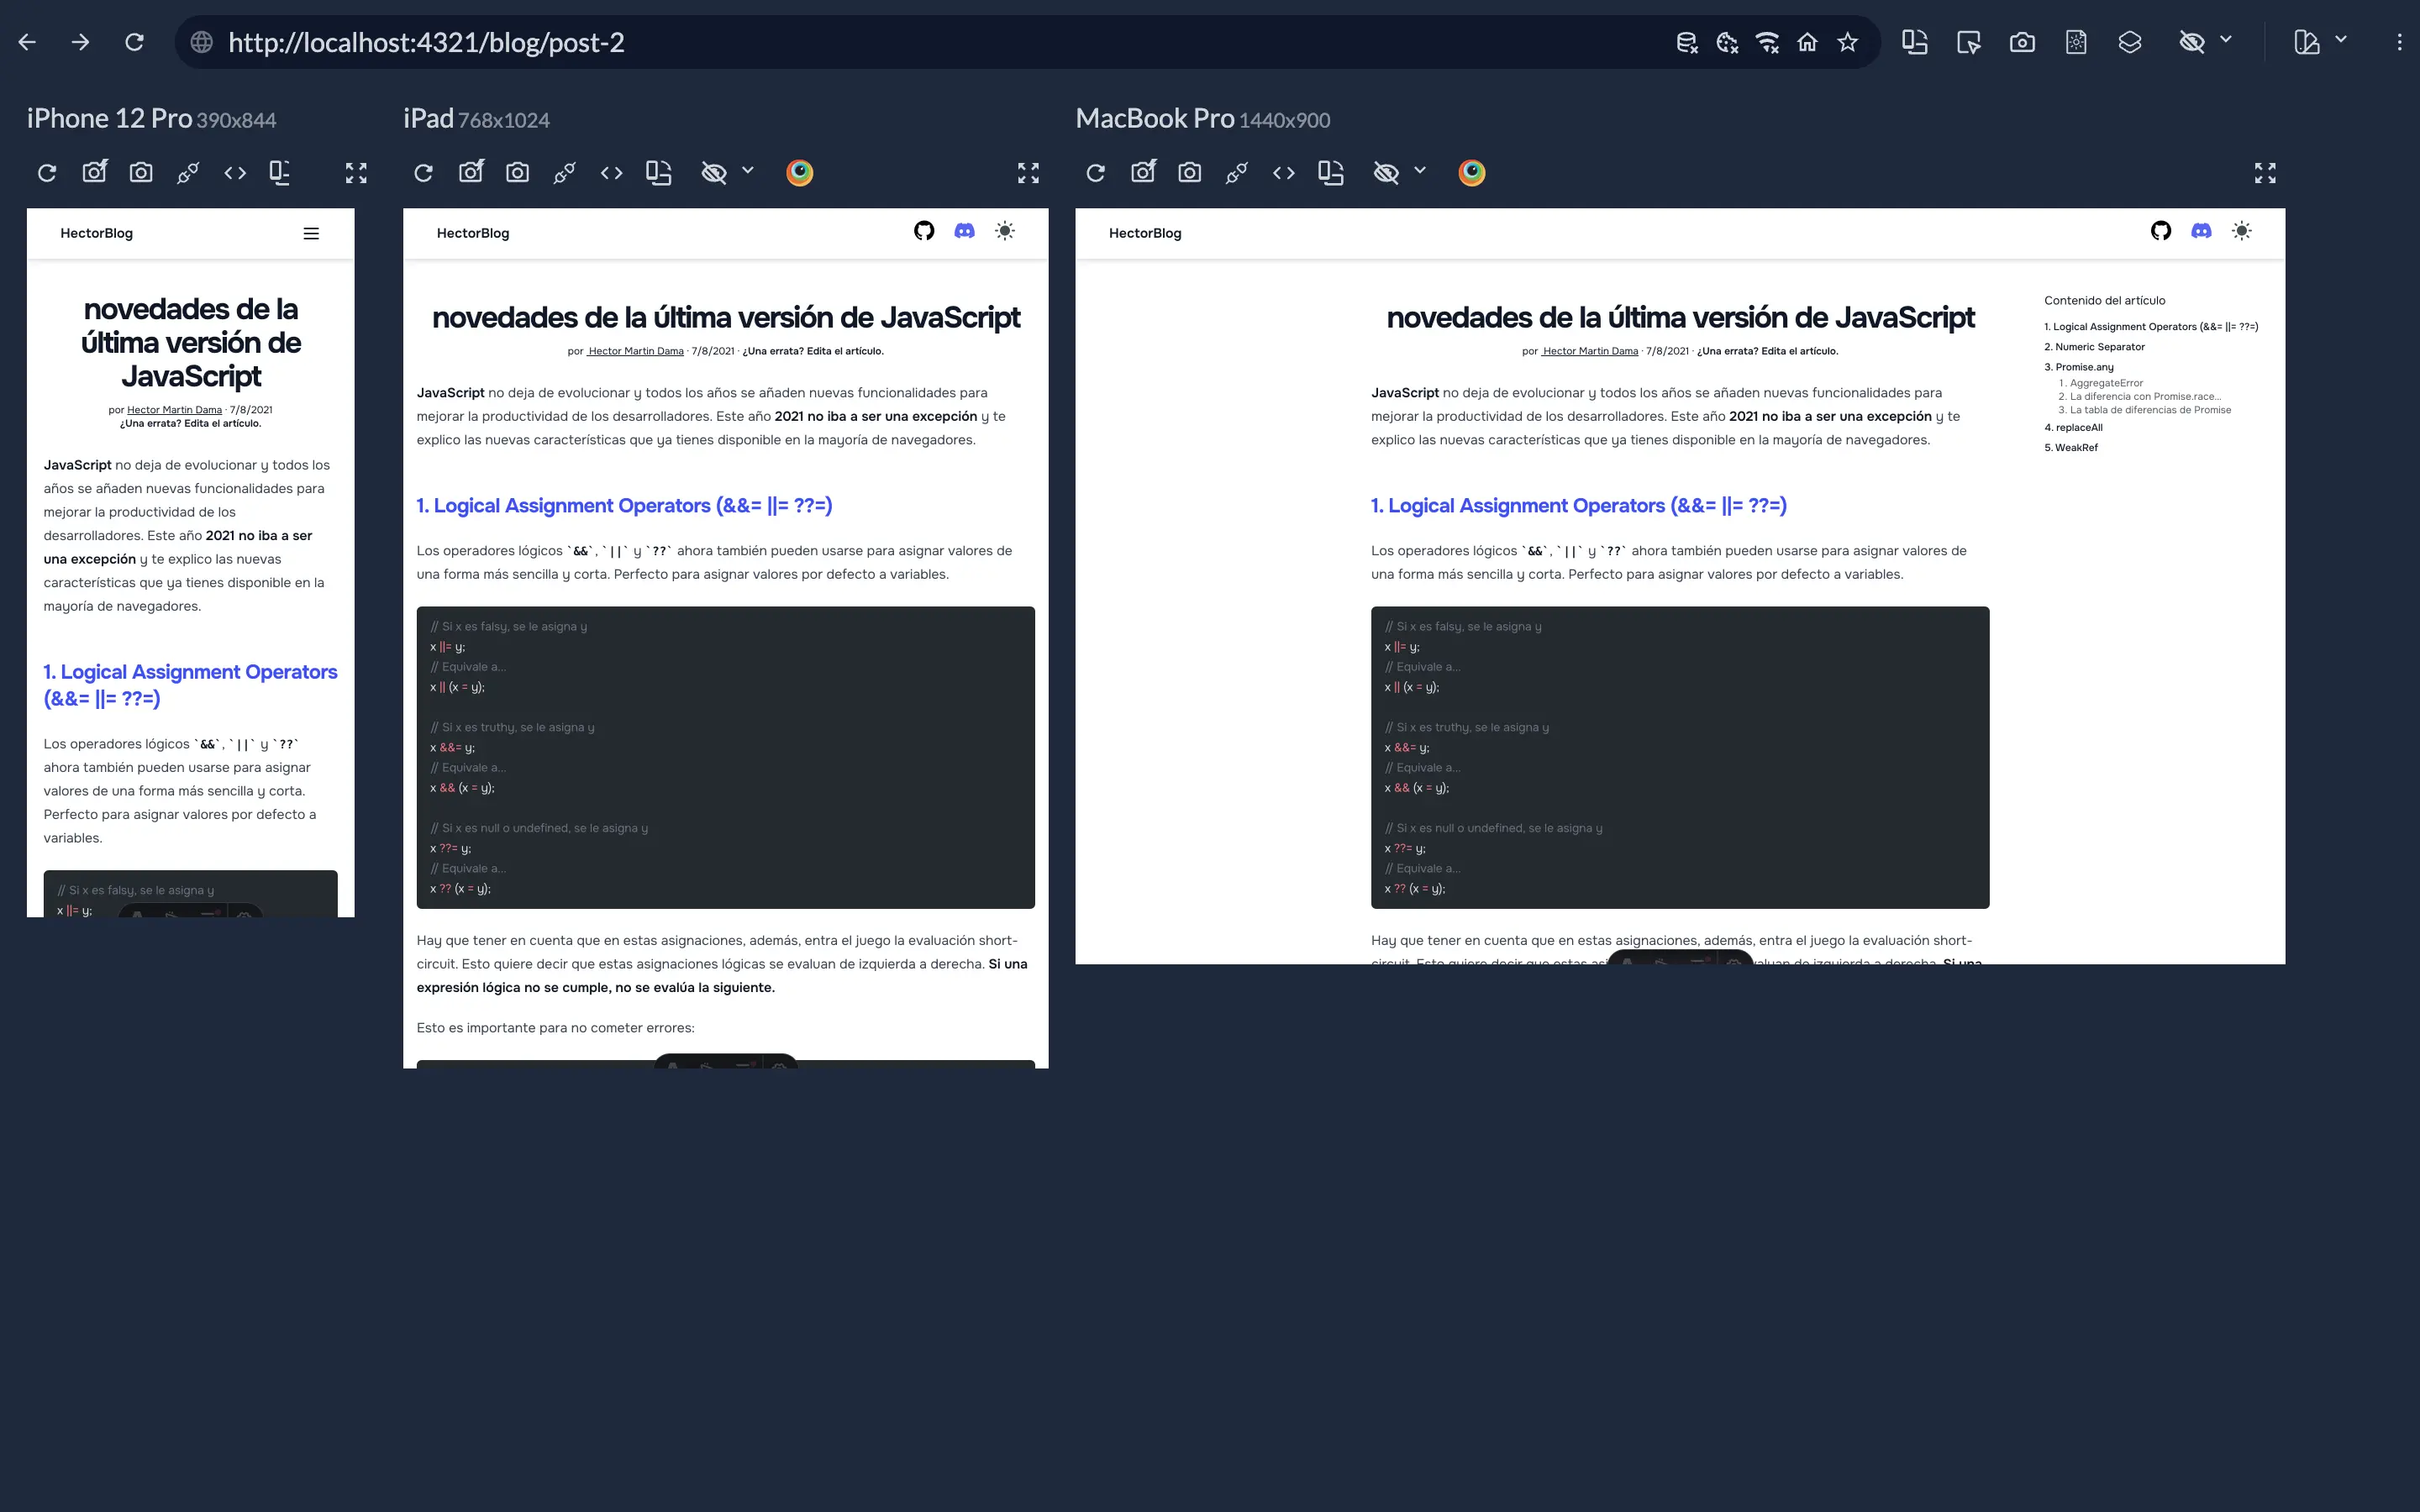 http://localhost:4321/blog/post-2
iPhone 12 Pro 390x844
HectorBlog
novedades de la
última versión de
JavaScript
por Hector Martin Dama · 7/8/2021
¿Una errata? Edita el artículo.
JavaScript no deja de evolucionar y todos los
años se añaden nuevas funcionalidades para
mejorar la productividad de los
desarrolladores. Este año 2021 no iba a ser
una excepción y te explico las nuevas
características que ya tienes disponible en la
mayoría de navegadores.
1. Logical Assignment Operators
(&&= ||= ??=)
Los operadores lógicos `&&`, `||` y `??`
ahora también pueden usarse para asignar
valores de una forma más sencilla y corta.
Perfecto para asignar valores por defecto a
variables.
// Si x es falsy, se le asigna y
x ||= y;
iPad 768x1024
HectorBlog
novedades de la última versión de JavaScript
por Hector Martin Dama · 7/8/2021 · ¿Una errata? Edita el artículo.
JavaScript no deja de evolucionar y todos los años se añaden nuevas funcionalidades para
mejorar la productividad de los desarrolladores. Este año 2021 no iba a ser una excepción y te
explico las nuevas características que ya tienes disponible en la mayoría de navegadores.
1. Logical Assignment Operators (&&= ||= ??=)
Los operadores lógicos `&&`, `||` y `??` ahora también pueden usarse para asignar valores de
una forma más sencilla y corta. Perfecto para asignar valores por defecto a variables.
// Si x es falsy, se le asigna y
x ||= y;
// Equivale a...
x || (x = y);
// Si x es truthy, se le asigna y
x &&= y;
// Equivale a...
x && (x = y);
// Si x es null o undefined, se le asigna y
x ??= y;
// Equivale a...
x ?? (x = y);
Hay que tener en cuenta que en estas asignaciones, además, entra el juego la evaluación short-
circuit. Esto quiere decir que estas asignaciones lógicas se evaluan de izquierda a derecha. Si una
expresión lógica no se cumple, no se evalúa la siguiente.
Esto es importante para no cometer errores:
MacBook Pro 1440x900
HectorBlog
novedades de la última versión de JavaScript
por Hector Martin Dama · 7/8/2021 · ¿Una errata? Edita el artículo.
JavaScript no deja de evolucionar y todos los años se añaden nuevas funcionalidades para
mejorar la productividad de los desarrolladores. Este año 2021 no iba a ser una excepción y te
explico las nuevas características que ya tienes disponible en la mayoría de navegadores.
1. Logical Assignment Operators (&&= ||= ??=)
Los operadores lógicos `&&`, `||` y `??` ahora también pueden usarse para asignar valores de
una forma más sencilla y corta. Perfecto para asignar valores por defecto a variables.
// Si x es falsy, se le asigna y
x ||= y;
// Equivale a...
x || (x = y);
// Si x es truthy, se le asigna y
x &&= y;
// Equivale a...
x && (x = y);
// Si x es null o undefined, se le asigna y
x ??= y;
// Equivale a...
x ?? (x = y);
Hay que tener en cuenta que en estas asignaciones, además, entra el juego la evaluación short-
circuit. Esto quiere decir que estas valuan de izquierda a derecha. Si una
Contenido del artículo
1. Logical Assignment Operators (&&= ||= ??=)
2. Numeric Separator
3. Promise.any
1. AggregateError
2. La diferencia con Promise.race...
3. La tabla de diferencias de Promise
4. replaceAll
5. WeakRef